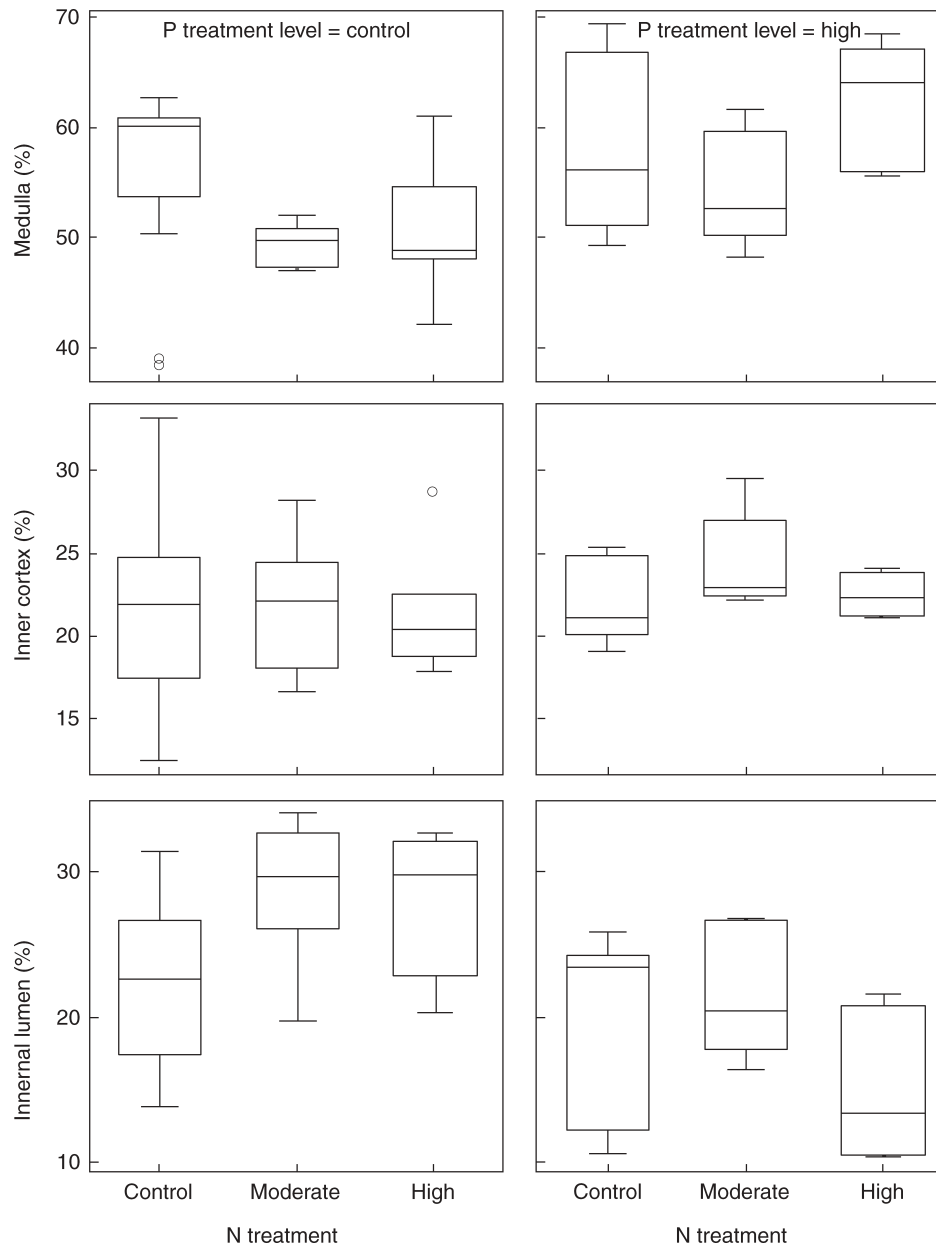 P treatment level = control
P treatment level = high
Medulla (%)
70
60
50
40
Inner cortex (%)
30
25
20
15
Innernal lumen (%)
30
20
10
Control Moderate High
Control Moderate High
N treatment
N treatment